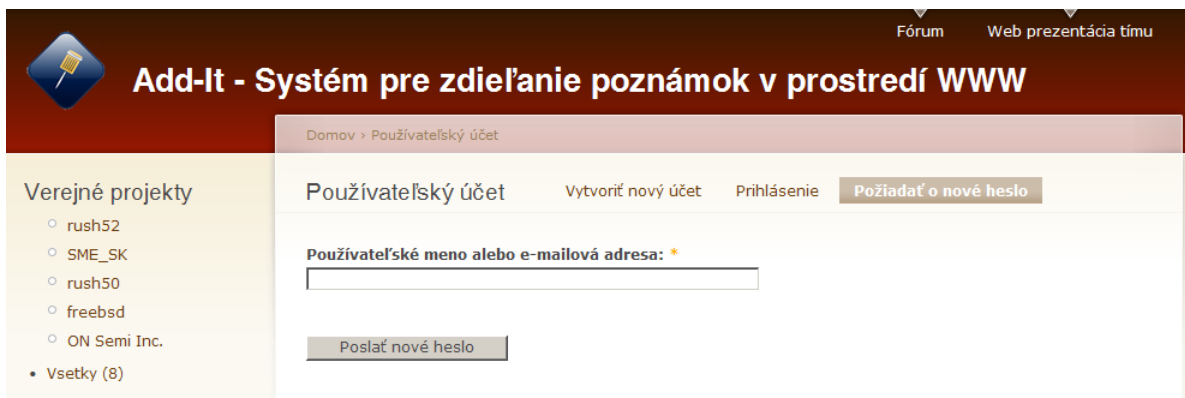 Fórum Web prezentácia tímu
Add-It - Systém pre zdieľanie poznámok v prostredí WWW
Domov › Používateľský účet
Verejné projekty
rush52
SME_SK
rush50
freebsd
ON Semi Inc.
Vsetky (8)
Používateľský účet Vytvoriť nový účet Prihlásenie Požiadať o nové heslo
Používateľské meno alebo e-mailová adresa: *
Poslať nové heslo